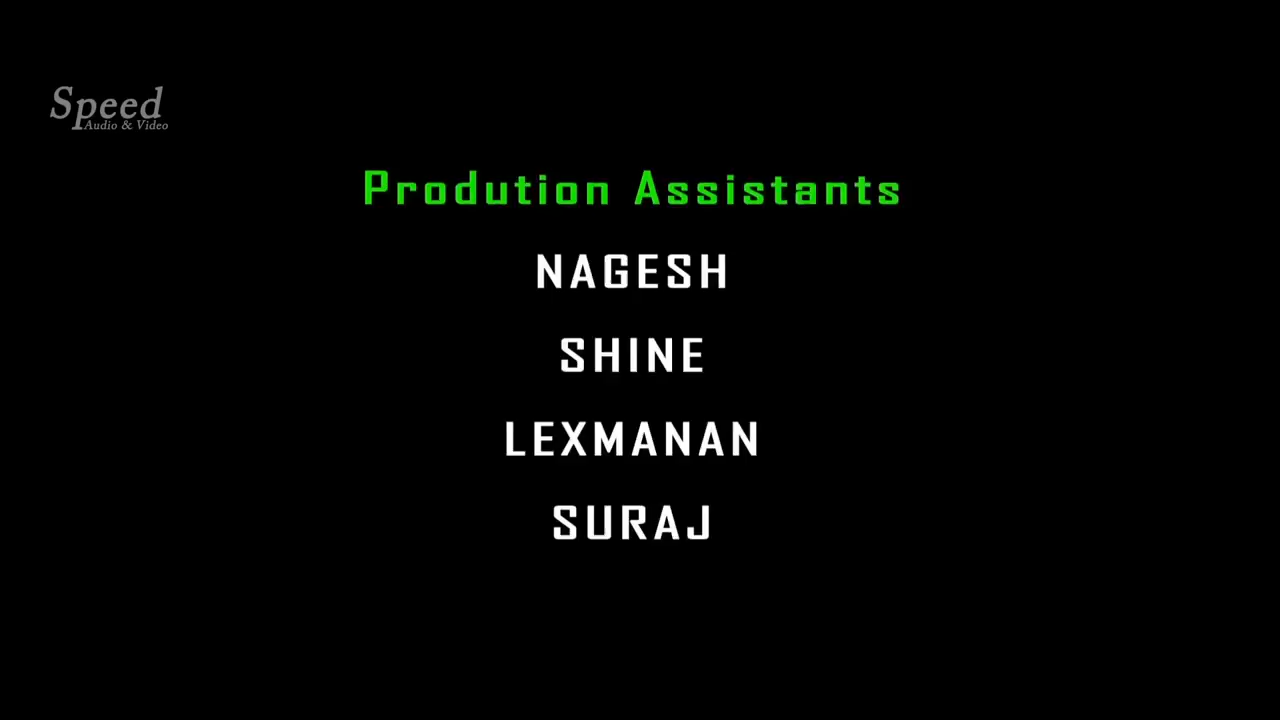 Speed
Audio & Video
Prodution Assistants
NAGESH
SHINE
LEXMANAN
SURAJ